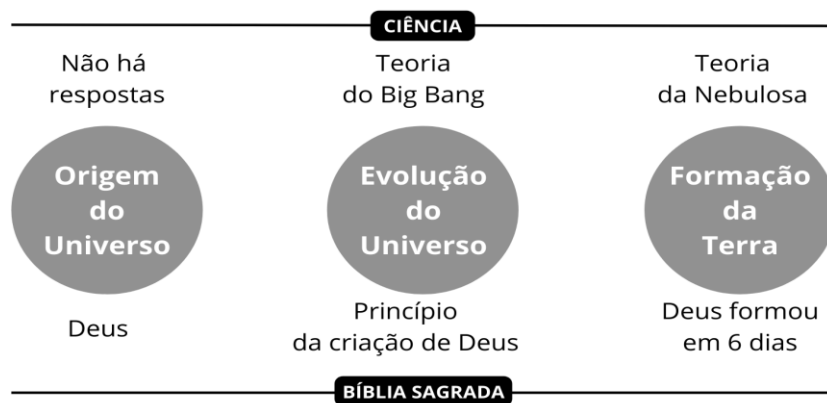 CIÊNCIA
Não há
respostas
Teoria
do Big Bang
Teoria
da Nebulosa
Origem
do
Universo
Evolução
do
Universo
Formação
da
Terra
Deus
Princípio
da criação de Deus
Deus formou
em 6 dias
BÍBLIA SAGRADA